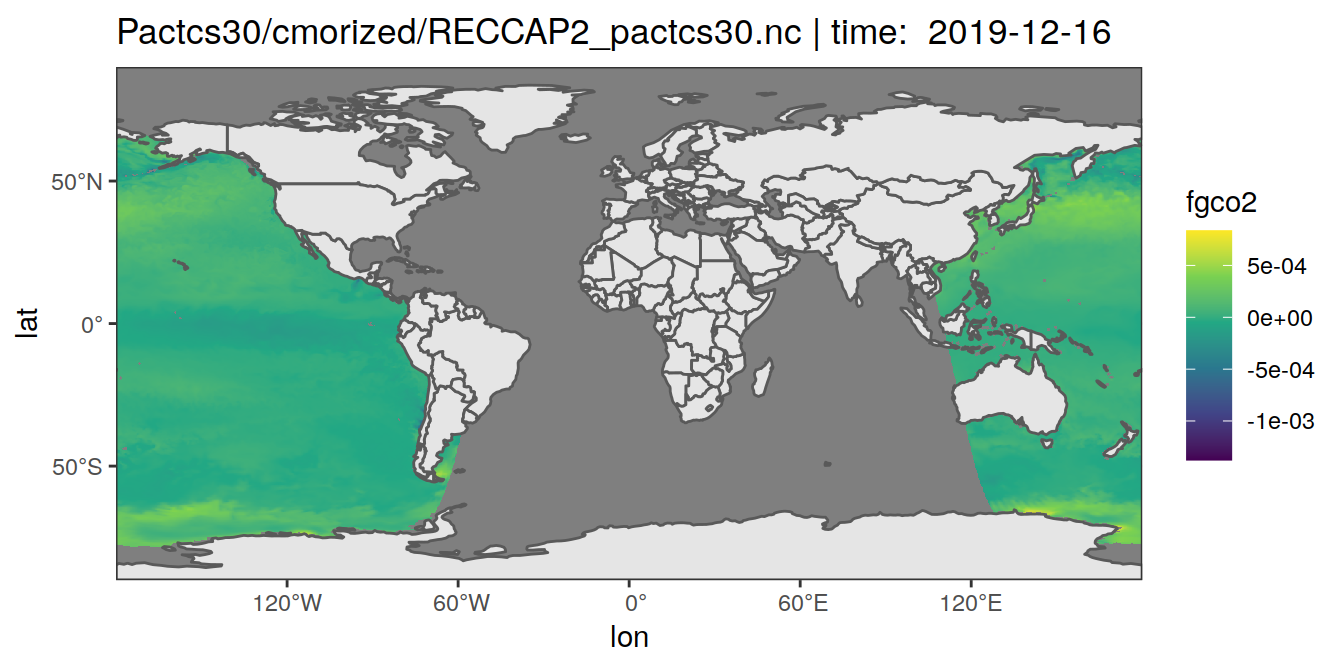 Pactcs30/cmorized/RECCAP2_pactcs30.nc | time:  2019-12-16
fgco2
5e-04
0e+00
-5e-04
-1e-03
50°N
0°
50°S
lat
120°W 60°W 0° 60°E 120°E
lon